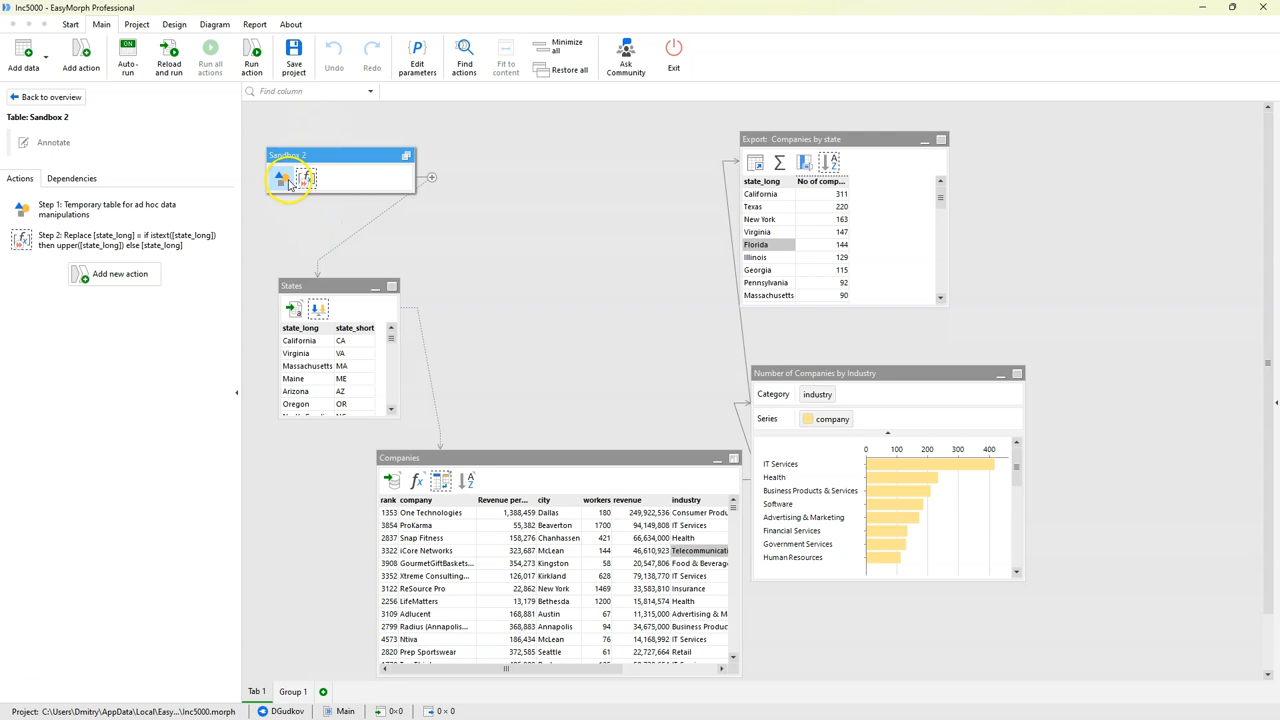 Inc5000 - EasyMorph Professional
Start Main Project Design Diagram Report About
Add data
Add action
Auto-run
Reload and run
Run all actions
Run action
Save project
Undo
Redo
Edit parameters
Find actions
Fit to content
Minimize all
Restore all
Ask Community
Exit
ON
Back to overview
Find column
Table: Sandbox 2
Annotate
Actions Dependencies
Step 1: Temporary table for ad hoc data
manipulations
Step 2: Replace [state_long] = if istext([state_long])
then upper([state_long]) else [state_long]
Add new action
Sandbox 2
States
state_long state_short
California CA
Virginia VA
Massachusetts MA
Maine ME
Arizona AZ
Oregon OR
Export: Companies by state
state_long No of comp...
California 311
Texas 220
New York 163
Virginia 147
Florida 144
Illinois 129
Georgia 115
Pennsylvania 92
Massachusetts 90
Number of Companies by Industry
Category industry
Series company
0 100 200 300 400
IT Services
Health
Business Products & Services
Software
Advertising & Marketing
Financial Services
Government Services
Human Resources
Companies
rank company Revenue per... city workers revenue industry
1353 One Technologies 1,388,459 Dallas 180 249,922,536 Consumer Produ
3854 ProKarma 55,382 Beaverton 1700 94,149,808 IT Services
2837 Snap Fitness 158,276 Chanhassen 421 66,634,000 Health
3322 iCore Networks 323,687 McLean 144 46,610,923 Telecommunicati
3908 GourmetGiftBaskets... 354,273 Kingston 58 20,547,806 Food & Beverage
3352 Xtreme Consulting... 126,017 Kirkland 628 79,138,770 IT Services
3122 ReSource Pro 22,862 New York 1469 33,583,810 Insurance
2256 LifeMatters 13,179 Bethesda 1200 15,814,574 Health
3109 Adlucent 168,881 Austin 67 11,315,000 Advertising & M
2799 Radius (Annapolis... 368,881 Annapolis 94 34,675,000 Business Produc
4573 Ntiva 186,434 McLean 76 14,168,992 IT Services
2820 Prep Sportswear 372,585 Seattle 61 22,727,664 Retail
Tab 1 Group 1
Project: C:\Users\Dmitry\AppData\Local\Easy...\Inc5000.morph DGudkov Main 0×0 0 × 0